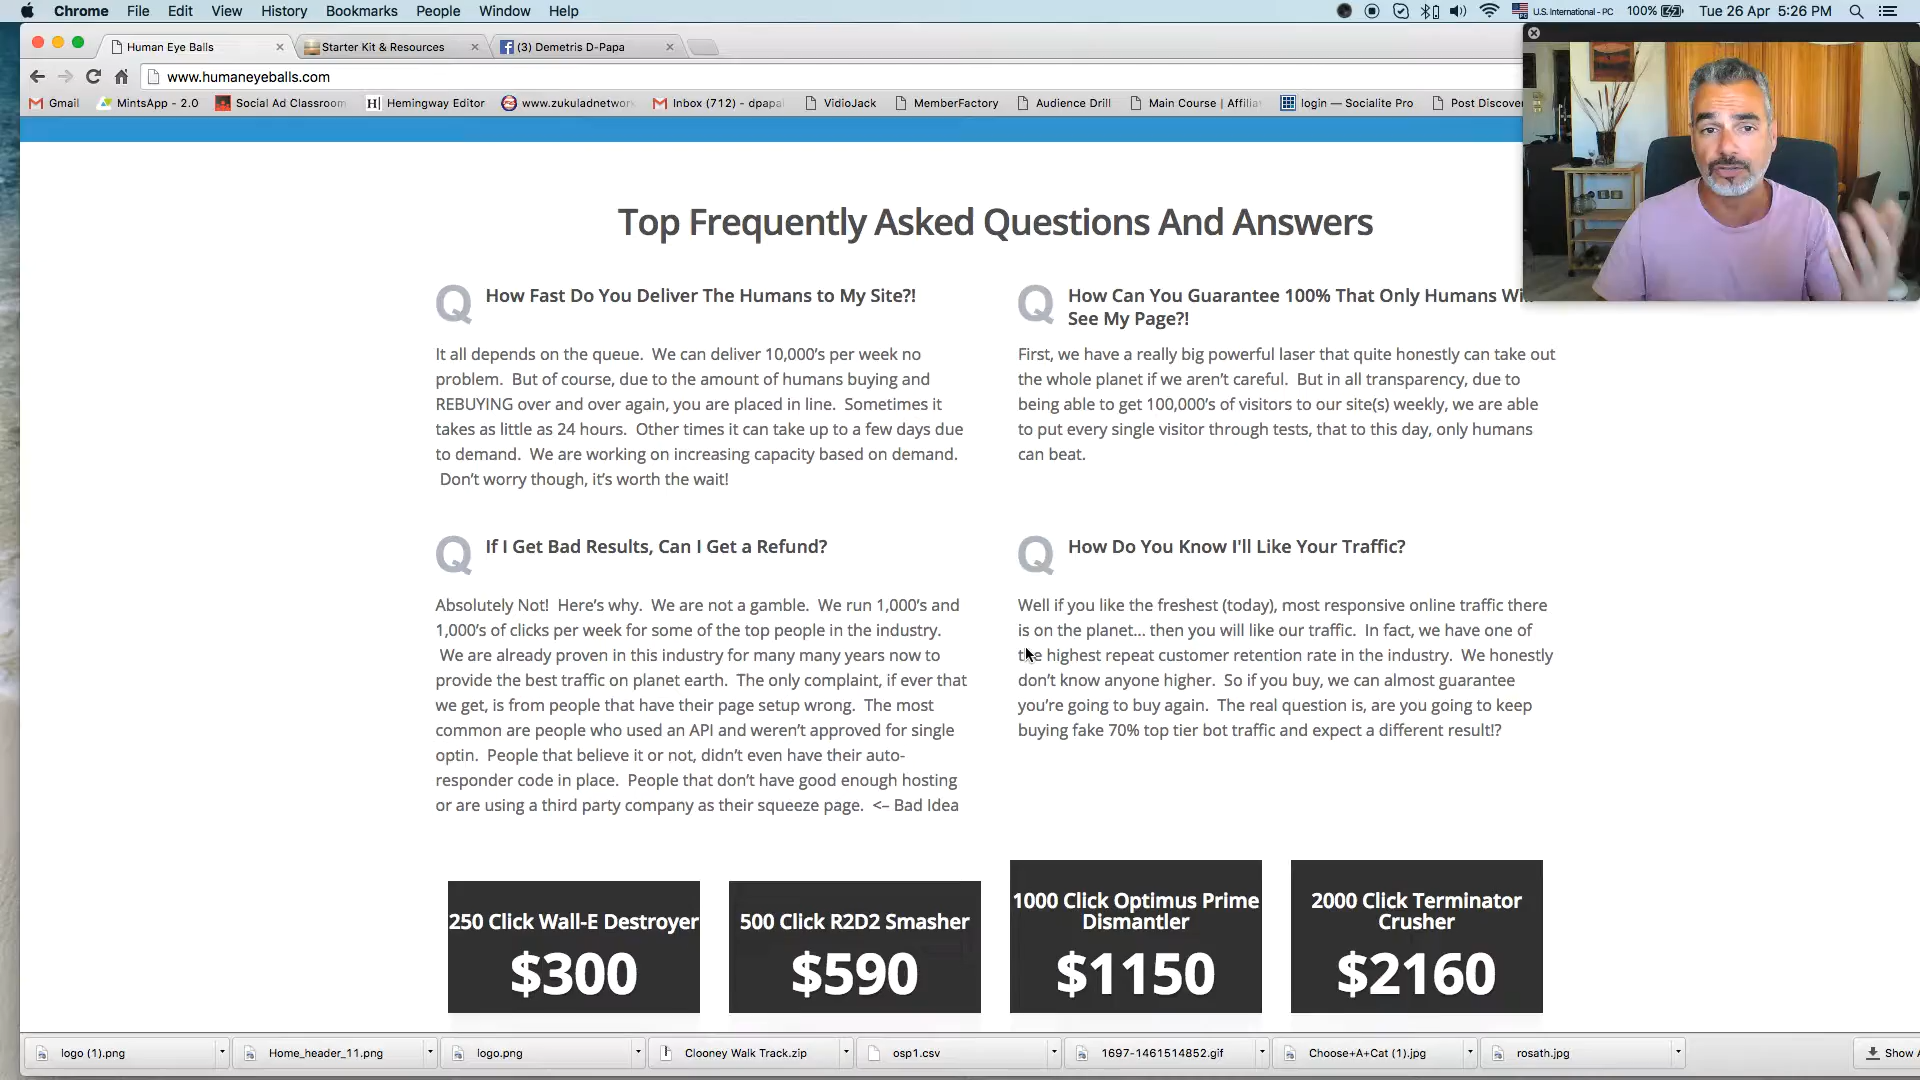 Chrome File Edit View History Bookmarks People Window Help
U.S. International - PC 100% Tue 26 Apr 5:26 PM
Human Eye Balls
Starter Kit & Resources
(3) Demetris D-Papa
www.humaneyeballs.com
Gmail
MintsApp - 2.0
Social Ad Classroom
Hemingway Editor
www.zukuladnetwor
Inbox (712) - dpapa
VidioJack
MemberFactory
Audience Drill
Main Course | Affilia
login — Socialite Pro
Post Discover
Top Frequently Asked Questions And Answers
Q How Fast Do You Deliver The Humans to My Site?!
It all depends on the queue. We can deliver 10,000's per week no
problem. But of course, due to the amount of humans buying and
REBUYING over and over again, you are placed in line. Sometimes it
takes as little as 24 hours. Other times it can take up to a few days due
to demand. We are working on increasing capacity based on demand.
Don't worry though, it's worth the wait!
Q How Can You Guarantee 100% That Only Humans Wi
See My Page?!
First, we have a really big powerful laser that quite honestly can take out
the whole planet if we aren't careful. But in all transparency, due to
being able to get 100,000's of visitors to our site(s) weekly, we are able
to put every single visitor through tests, that to this day, only humans
can beat.
Q If I Get Bad Results, Can I Get a Refund?
Absolutely Not! Here's why. We are not a gamble. We run 1,000's and
1,000's of clicks per week for some of the top people in the industry.
We are already proven in this industry for many many years now to
provide the best traffic on planet earth. The only complaint, if ever that
we get, is from people that have their page setup wrong. The most
common are people who used an API and weren't approved for single
optin. People that believe it or not, didn't even have their auto-
responder code in place. People that don't have good enough hosting
or are using a third party company as their squeeze page. <– Bad Idea
Q How Do You Know I'll Like Your Traffic?
Well if you like the freshest (today), most responsive online traffic there
is on the planet... then you will like our traffic. In fact, we have one of
the highest repeat customer retention rate in the industry. We honestly
don't know anyone higher. So if you buy, we can almost guarantee
you're going to buy again. The real question is, are you going to keep
buying fake 70% top tier bot traffic and expect a different result!?
250 Click Wall-E Destroyer
$300
500 Click R2D2 Smasher
$590
1000 Click Optimus Prime
Dismantler
$1150
2000 Click Terminator
Crusher
$2160
logo (1).png
Home_header_11.png
logo.png
Clooney Walk Track.zip
osp1.csv
1697-1461514852.gif
Choose+A+Cat (1).jpg
rosath.jpg
Show A